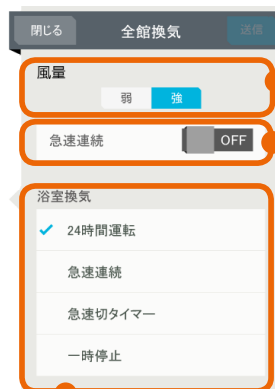 閉じる 全館換気 送信
風量
弱 強
急速連続 OFF
浴室換気
24時間運転
急速連続
急速切タイマー
一時停止